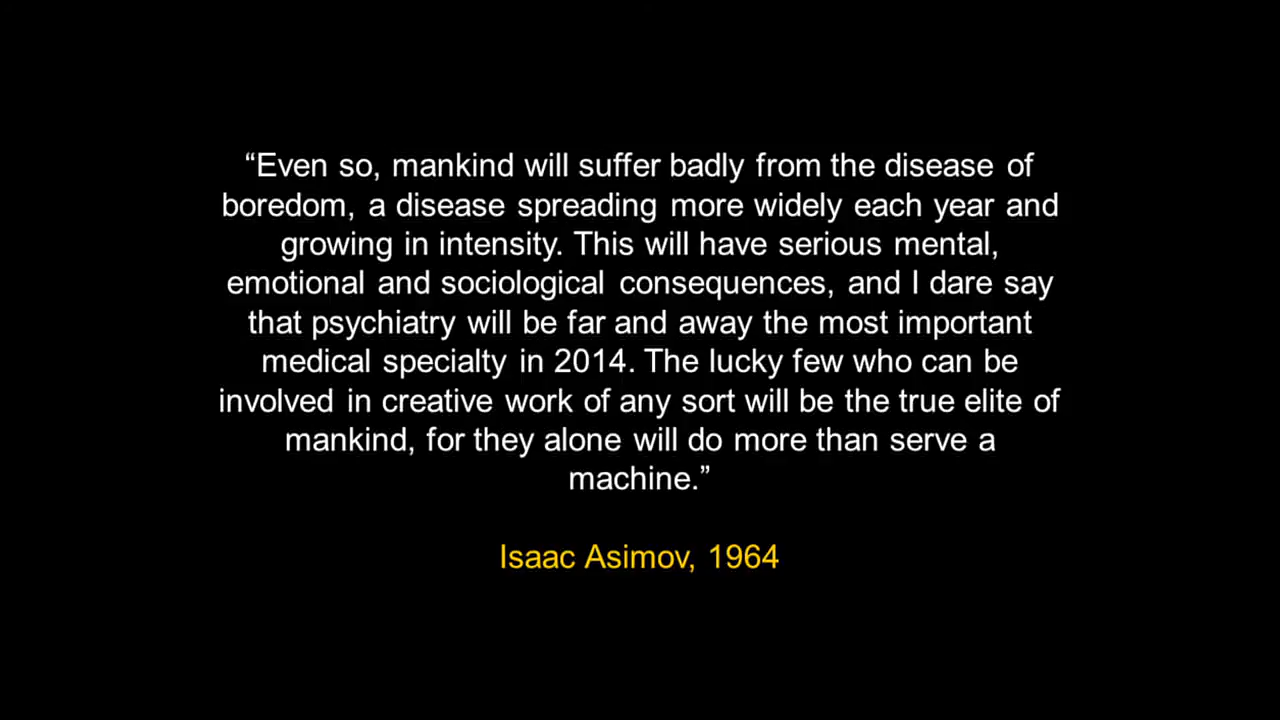 “Even so, mankind will suffer badly from the disease of
boredom, a disease spreading more widely each year and
growing in intensity. This will have serious mental,
emotional and sociological consequences, and I dare say
that psychiatry will be far and away the most important
medical specialty in 2014. The lucky few who can be
involved in creative work of any sort will be the true elite of
mankind, for they alone will do more than serve a
machine.”
Isaac Asimov, 1964